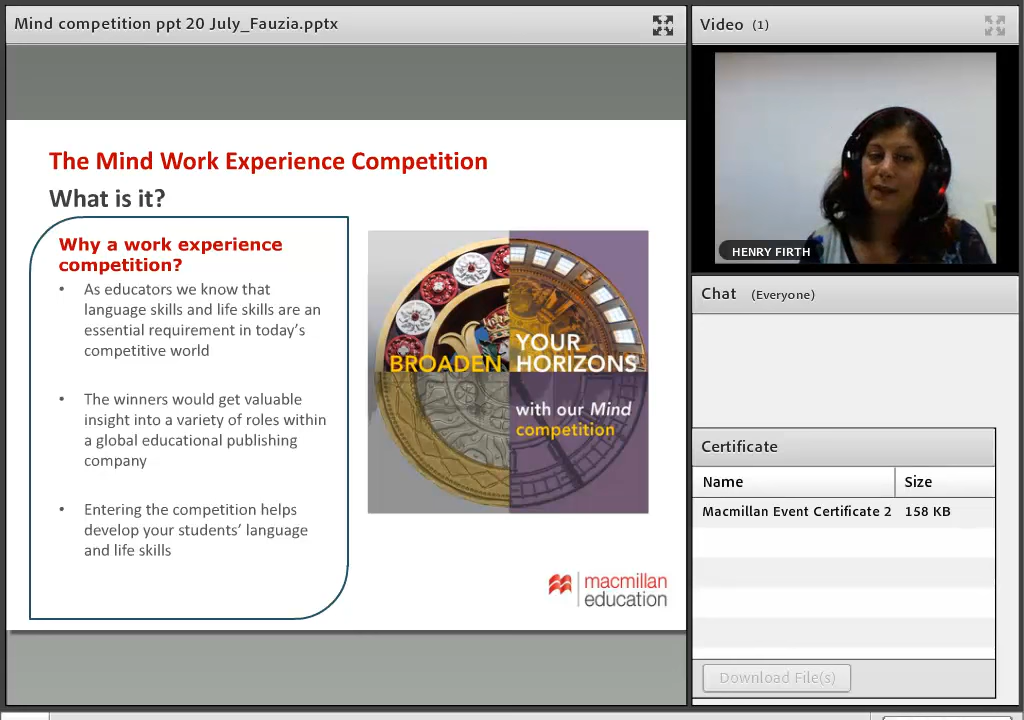 Mind competition ppt 20 July_Fauzia.pptx
The Mind Work Experience Competition
What is it?
Why a work experience
competition?
• As educators we know that
language skills and life skills are an
essential requirement in today's
competitive world
• The winners would get valuable
insight into a variety of roles within
a global educational publishing
company
• Entering the competition helps
develop your students' language
and life skills
BROADEN YOUR
HORIZONS
with our Mind
competition
macmillan
education
Video (1)
HENRY FIRTH
Chat (Everyone)
Certificate
Name Size
Macmillan Event Certificate 2 158 KB
Download File(s)